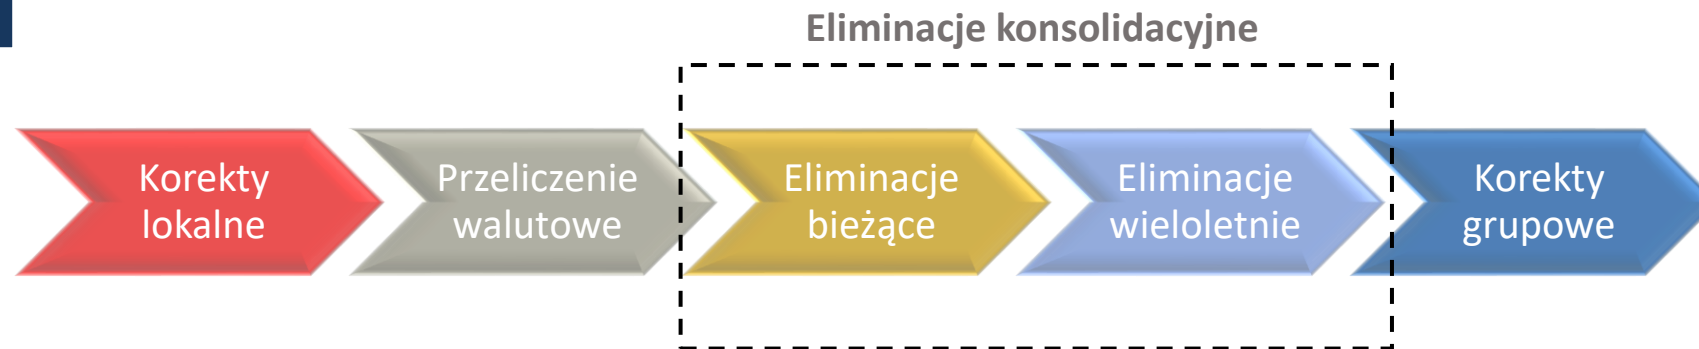 Eliminacje konsolidacyjne
Korekty
lokalne
Przeliczenie
walutowe
Eliminacje
bieżące
Eliminacje
wieloletnie
Korekty
grupowe